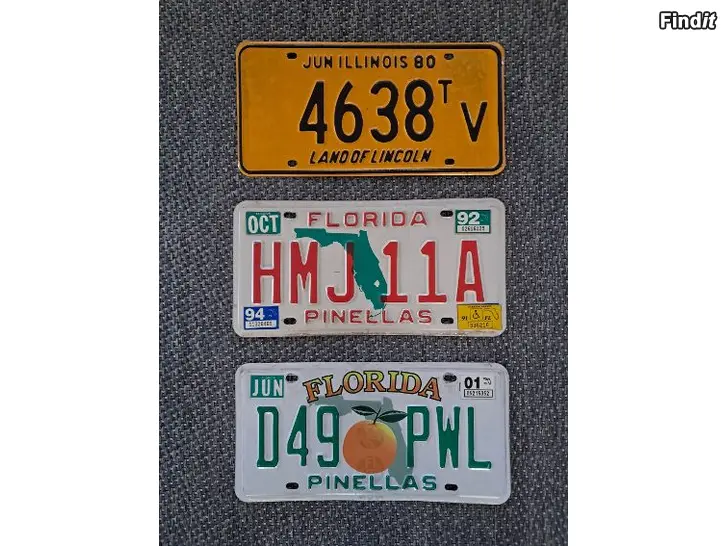 Findit
JUN ILLINOIS 80
4638 T V
LAND OF LINCOLN
OCT FLORIDA 92
HMJ 11A
94 PINELLAS
JUN FLORIDA 01
D49 PWL
PINELLAS